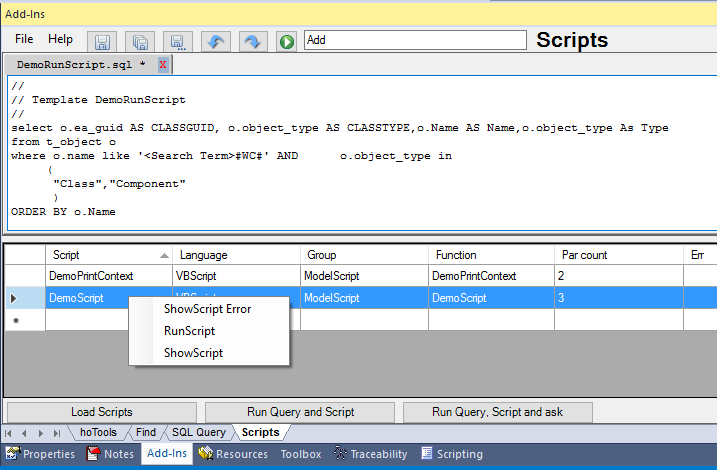 Add-Ins
File Help Add Scripts
DemoRunScript.sql * X
//
// Template DemoRunScript
//
select o.ea_guid AS CLASSGUID, o.object_type AS CLASSTYPE,o.Name AS Name,o.object_type As Type
from t_object o
where o.name like '<Search Term>#WC#' AND o.object_type in
(
"Class","Component"
)
ORDER BY o.Name
Script Language Group Function Par count Err
DemoPrintContext VBScript ModelScript DemoPrintContext 2
DemoScript VBScript ModelScript DemoScript 3
*
ShowScript Error
RunScript
ShowScript
Load Scripts Run Query and Script Run Query, Script and ask
hoTools Find SQL Query Scripts
Properties Notes Add-Ins Resources Toolbox Traceability Scripting